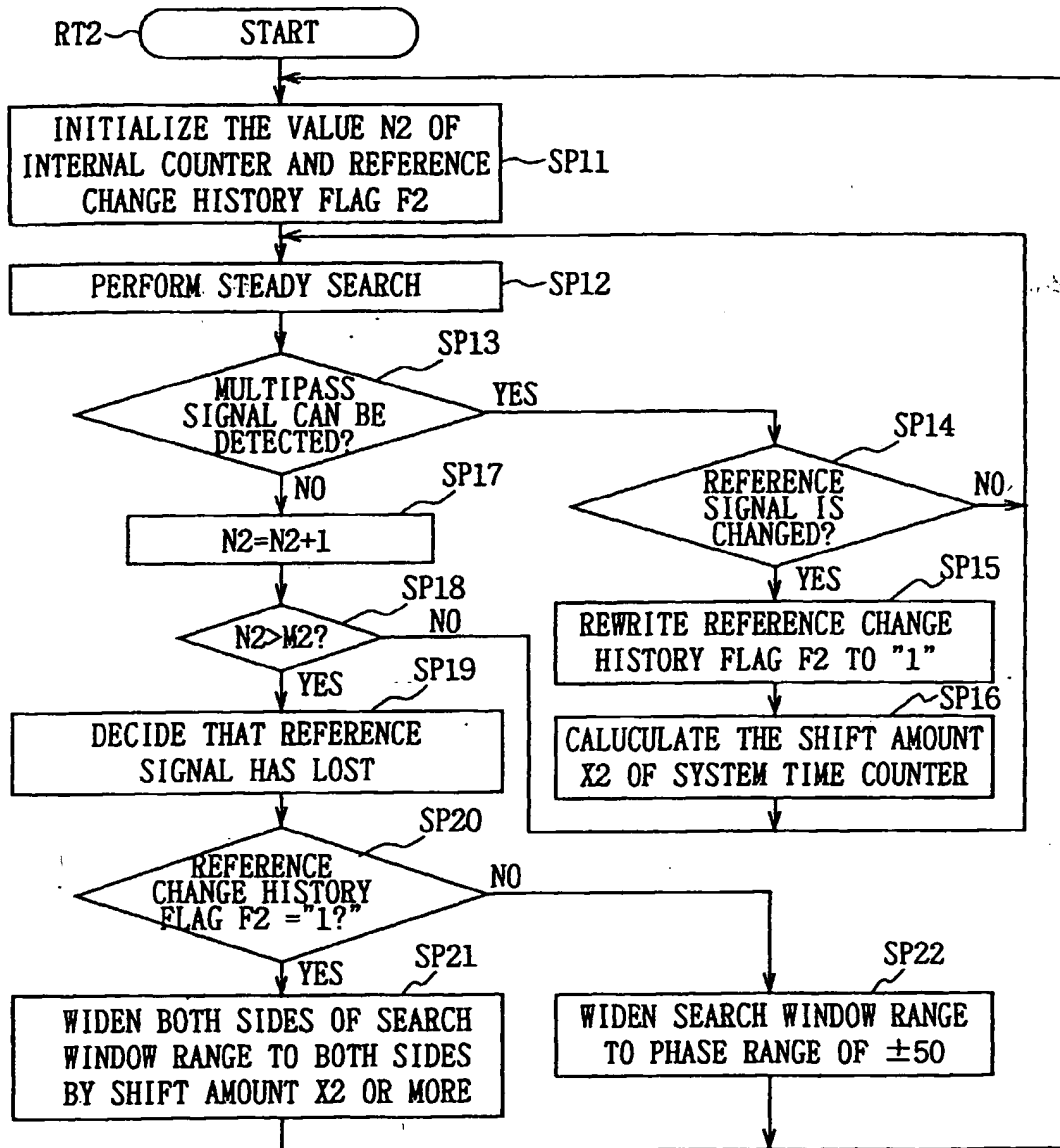 RT2
START
INITIALIZE THE VALUE N2 OF
INTERNAL COUNTER AND REFERENCE
CHANGE HISTORY FLAG F2
SP11
PERFORM STEADY SEARCH
SP12
SP13
MULTIPASS
SIGNAL CAN BE
DETECTED?
YES
NO
SP14
REFERENCE
SIGNAL IS
CHANGED?
NO
YES
SP17
N2=N2+1
SP15
REWRITE REFERENCE CHANGE
HISTORY FLAG F2 TO "1"
SP18
N2>M2?
NO
YES
SP16
CALUCULATE THE SHIFT AMOUNT
X2 OF SYSTEM TIME COUNTER
SP19
DECIDE THAT REFERENCE
SIGNAL HAS LOST
SP20
REFERENCE
CHANGE HISTORY
FLAG F2 ="1?"
NO
YES
SP21
WIDEN BOTH SIDES OF SEARCH
WINDOW RANGE TO BOTH SIDES
BY SHIFT AMOUNT X2 OR MORE
SP22
WIDEN SEARCH WINDOW RANGE
TO PHASE RANGE OF ±50